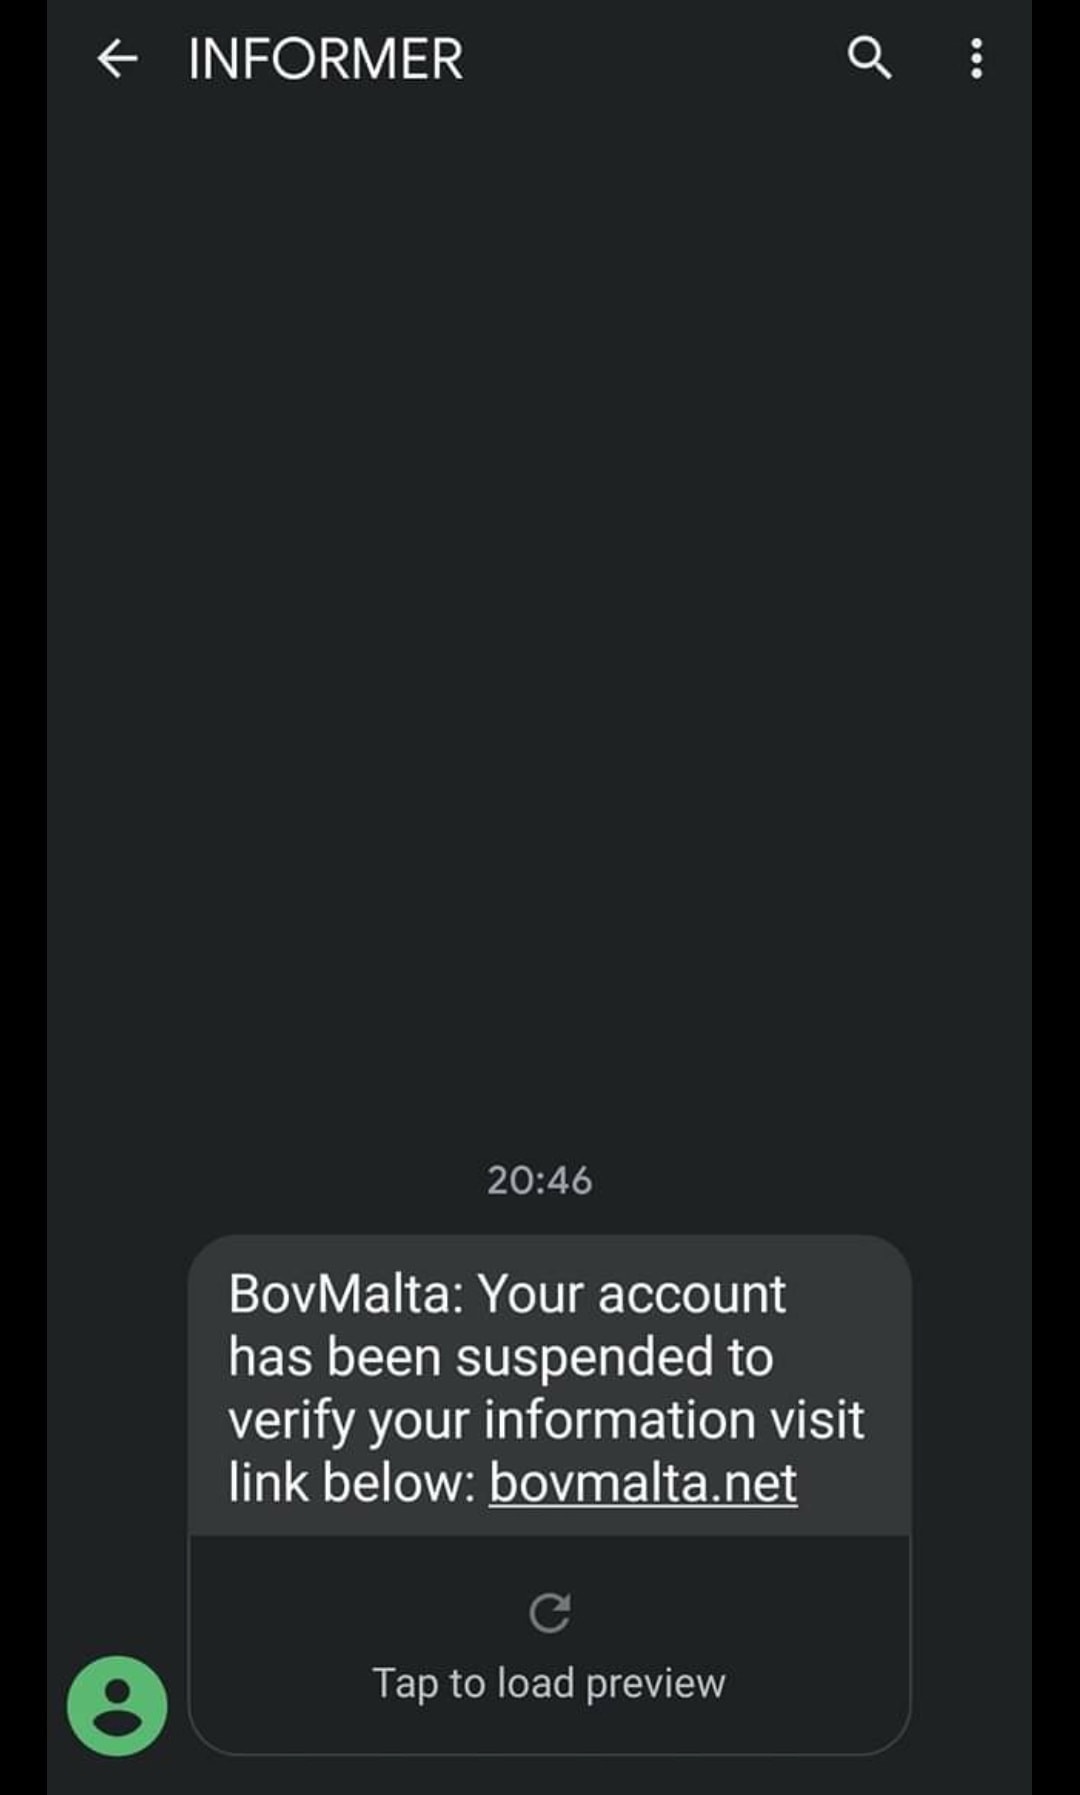 INFORMER
20:46
BovMalta: Your account
has been suspended to
verify your information visit
link below: bovmalta.net
Tap to load preview